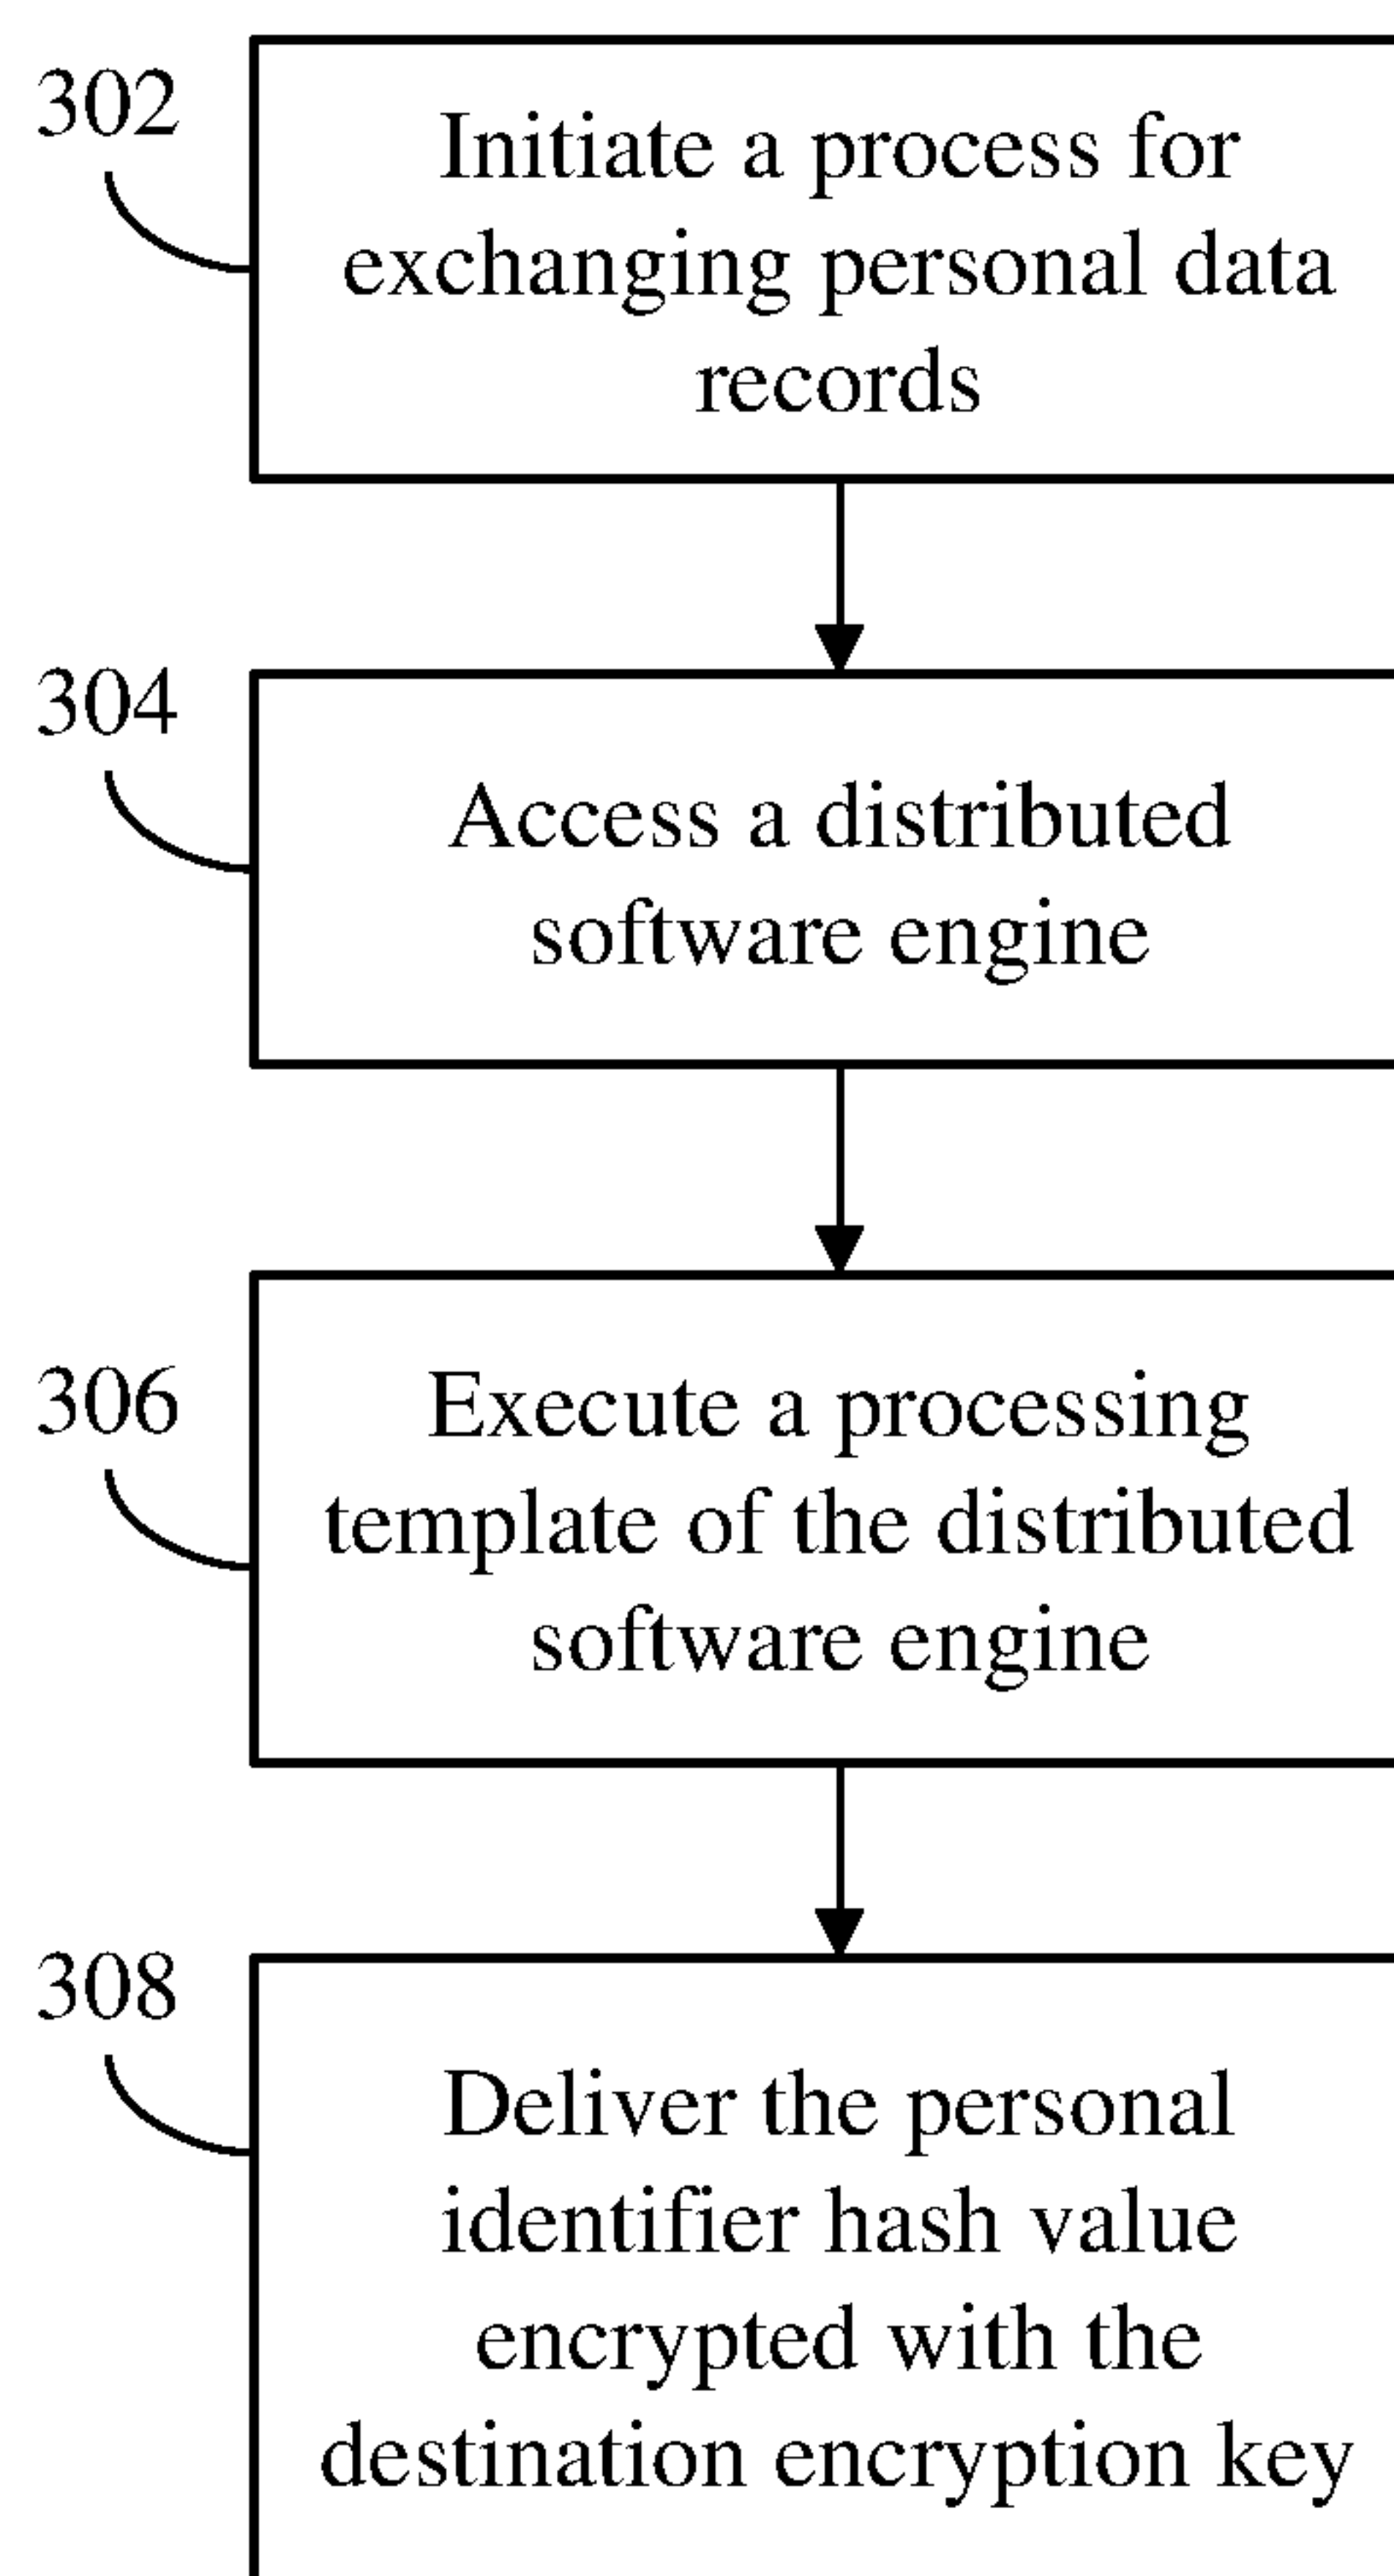 302
Initiate a process for
exchanging personal data
records
304
Access a distributed
software engine
306
Execute a processing
template of the distributed
software engine
308
Deliver the personal
identifier hash value
encrypted with the
destination encryption key